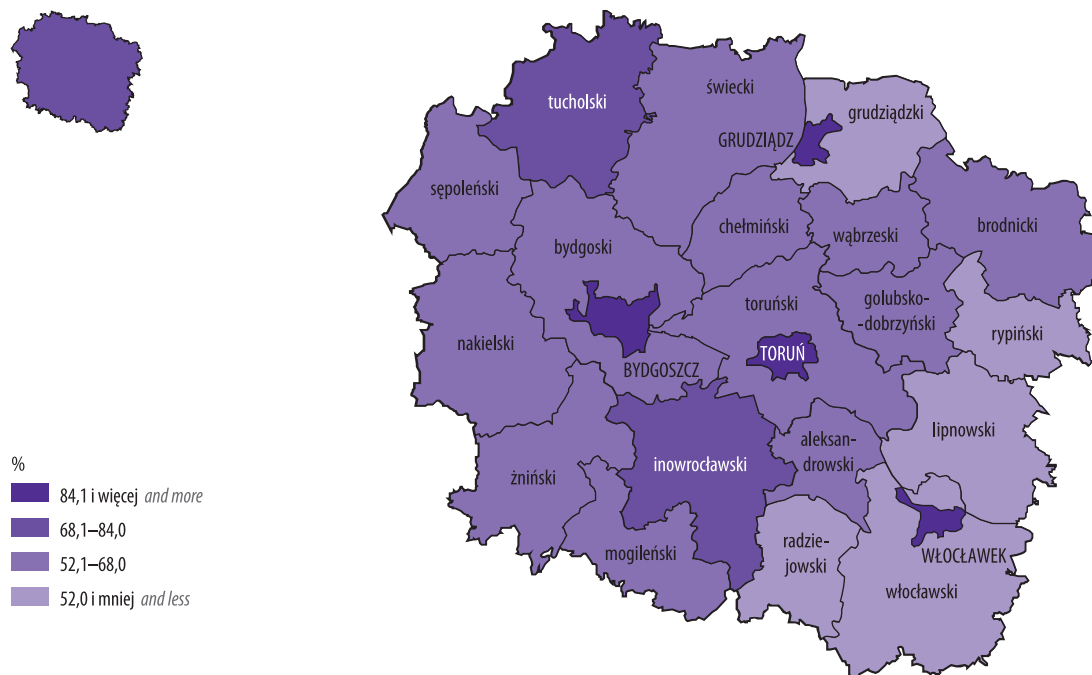 tucholski
świecki
grudziądzki
GRUDZIĄDZ
sępoleński
chełmiński
wąbrzeski
brodnicki
bydgoski
toruński
golubsko-
-dobrzyński
rypiński
nakielski
TORUŃ
BYDGOSZCZ
lipnowski
aleksan-
drowski
inowrocławski
żniński
mogileński
radzie-
jowski
WŁOCŁAWEK
włocławski
%
84,1 i więcej and more
68,1–84,0
52,1–68,0
52,0 i mniej and less